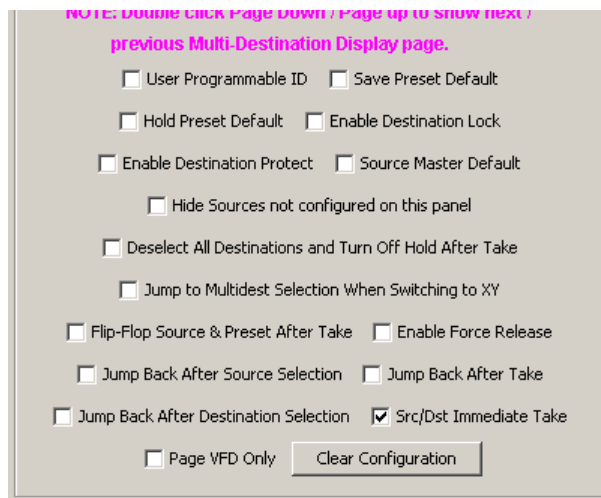 NOTE: Double click Page Down / Page up to show next /
previous Multi-Destination Display page.
User Programmable ID Save Preset Default
Hold Preset Default Enable Destination Lock
Enable Destination Protect Source Master Default
Hide Sources not configured on this panel
Deselect All Destinations and Turn Off Hold After Take
Jump to Multidest Selection When Switching to XY
Flip-Flop Source & Preset After Take Enable Force Release
Jump Back After Source Selection Jump Back After Take
Jump Back After Destination Selection Src/Dst Immediate Take
Page VFD Only Clear Configuration